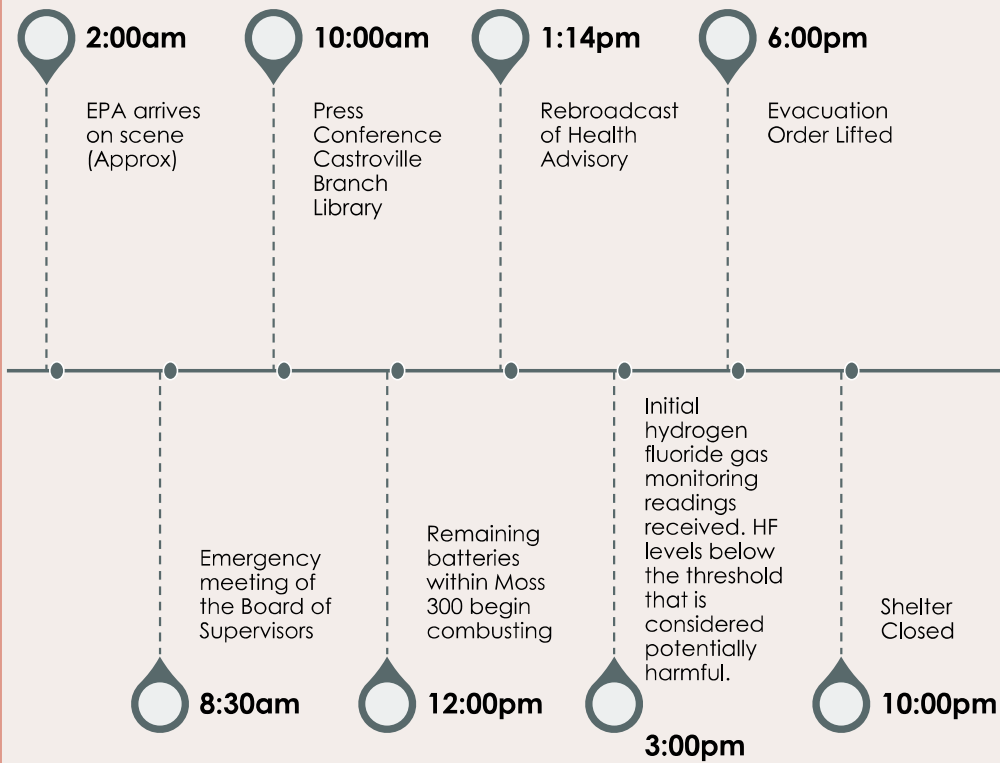 2:00am
EPA arrives
on scene
(Approx)
8:30am
Emergency
meeting of
the Board of
Supervisors
10:00am
Press
Conference
Castroville
Branch
Library
12:00pm
Remaining
batteries
within Moss
300 begin
combusting
1:14pm
Rebroadcast
of Health
Advisory
Initial
hydrogen
fluoride gas
monitoring
readings
received. HF
levels below
the threshold
that is
considered
potentially
harmful.
3:00pm
6:00pm
Evacuation
Order Lifted
Shelter
Closed
10:00pm